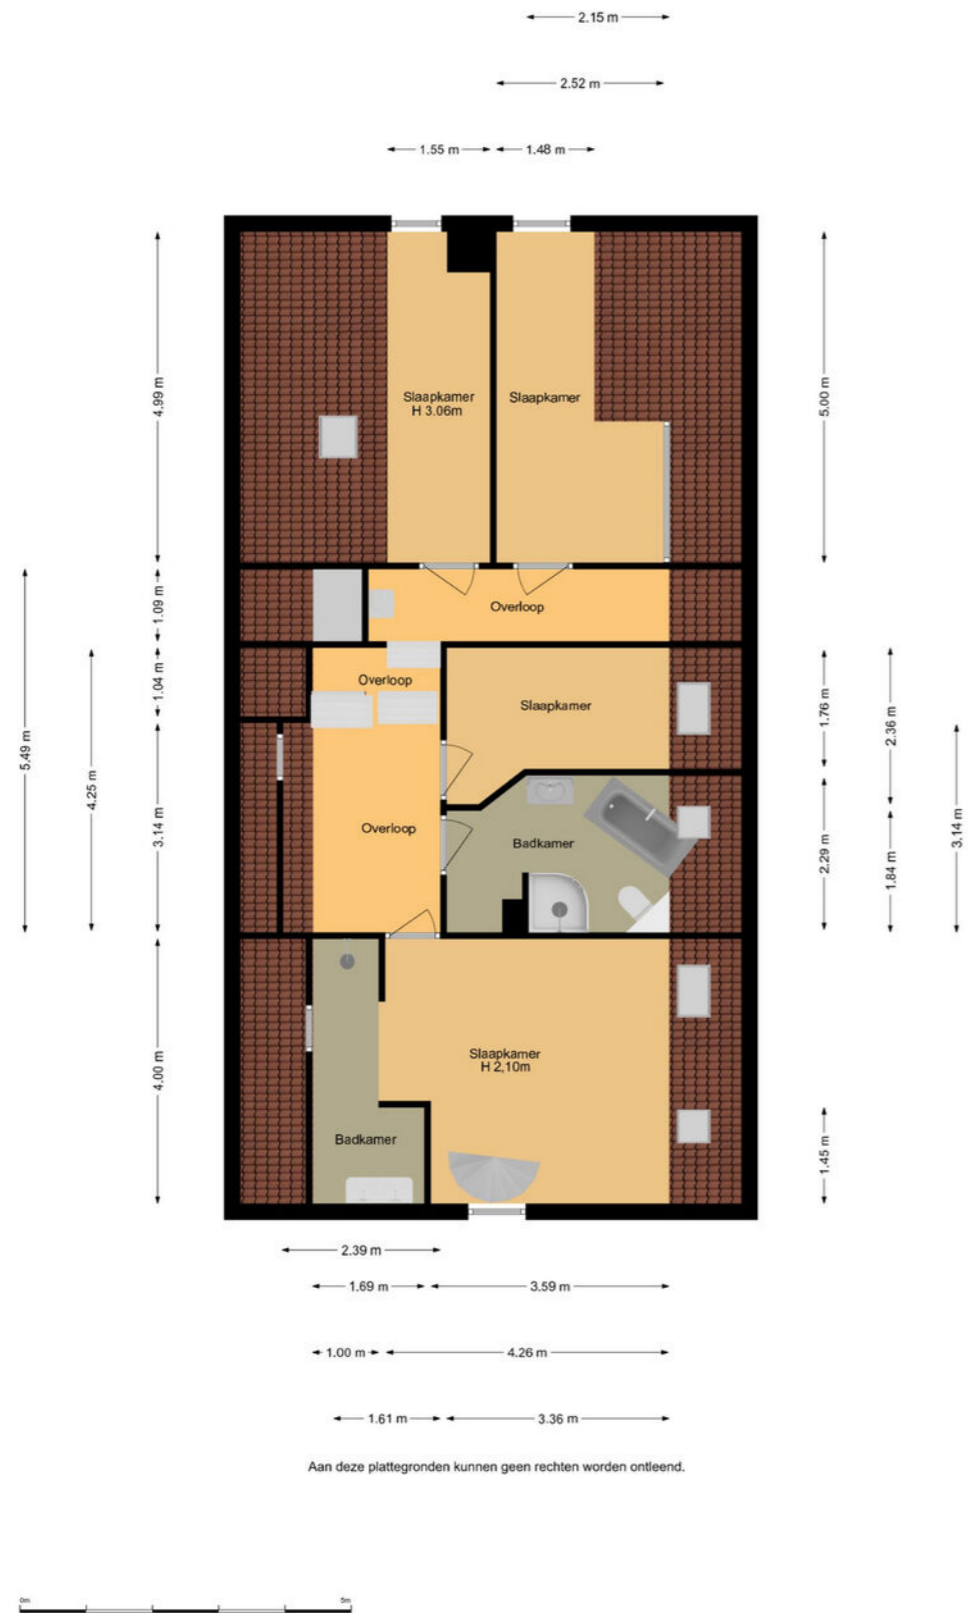 2.15 m
2.52 m
1.55 m
1.48 m
4.99 m
5.00 m
Slaapkamer
H 3.06m
Slaapkamer
1.09 m
Overloop
5.49 m
4.25 m
1.04 m
Overloop
Slaapkamer
1.76 m
2.36 m
3.14 m
Overloop
Badkamer
2.29 m
1.84 m
3.14 m
4.00 m
Slaapkamer
H 2,10m
Badkamer
1.45 m
2.39 m
1.69 m
3.59 m
1.00 m
4.26 m
1.61 m
3.36 m
Aan deze plattegronden kunnen geen rechten worden ontleend.
0m
5m